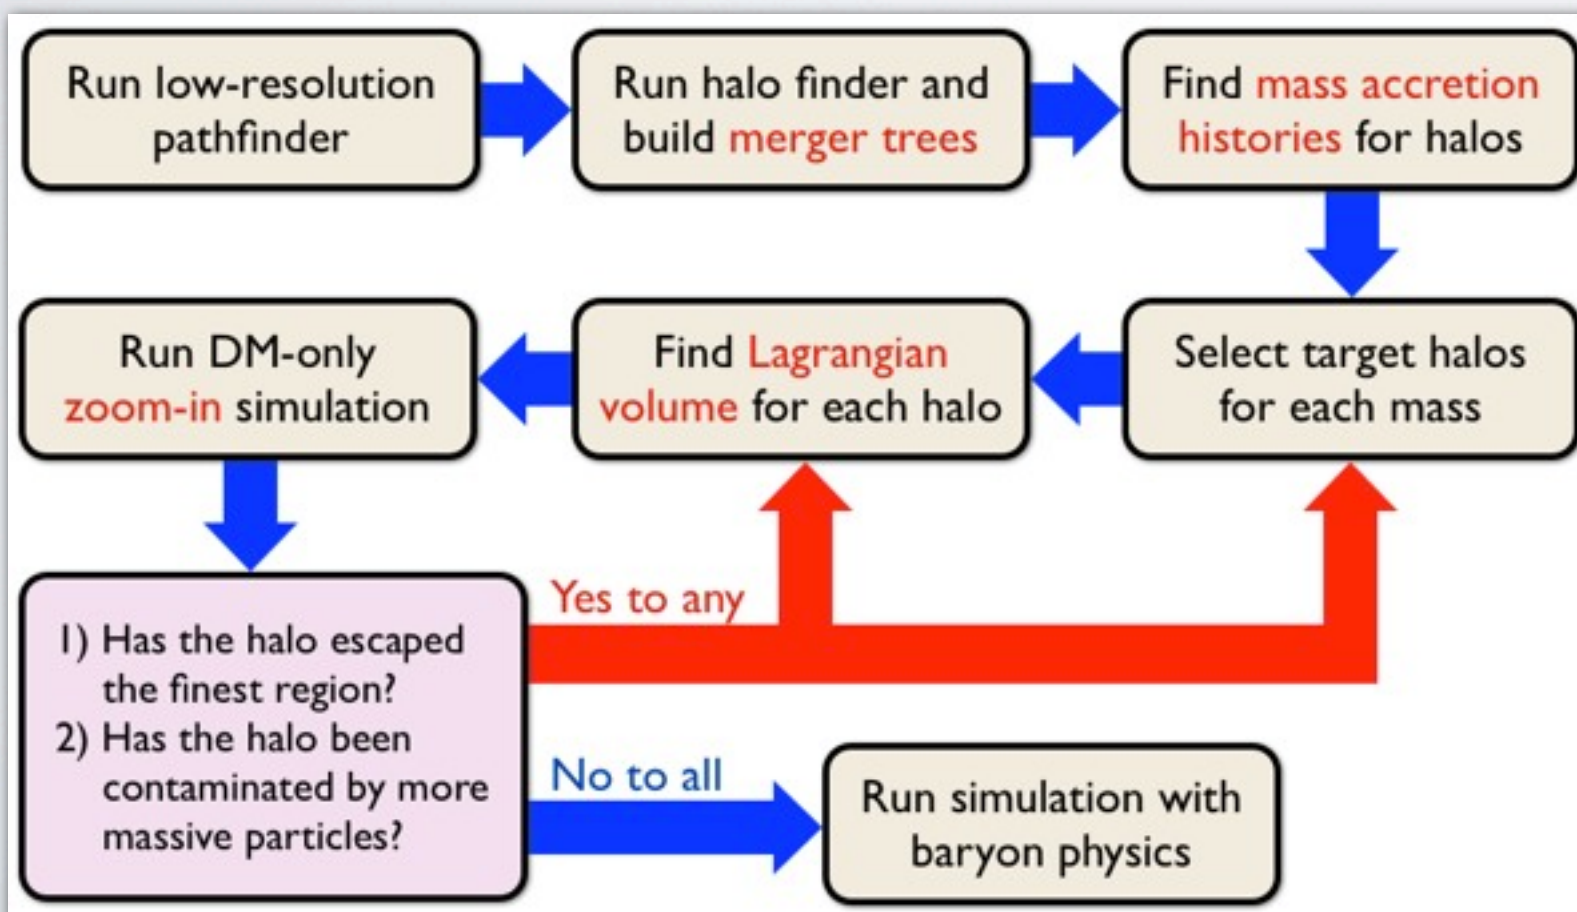 Run low-resolution
pathfinder
Run halo finder and
build merger trees
Find mass accretion
histories for halos
Select target halos
for each mass
Find Lagrangian
volume for each halo
Run DM-only
zoom-in simulation
1) Has the halo escaped
the finest region?
2) Has the halo been
contaminated by more
massive particles?
Yes to any
No to all
Run simulation with
baryon physics